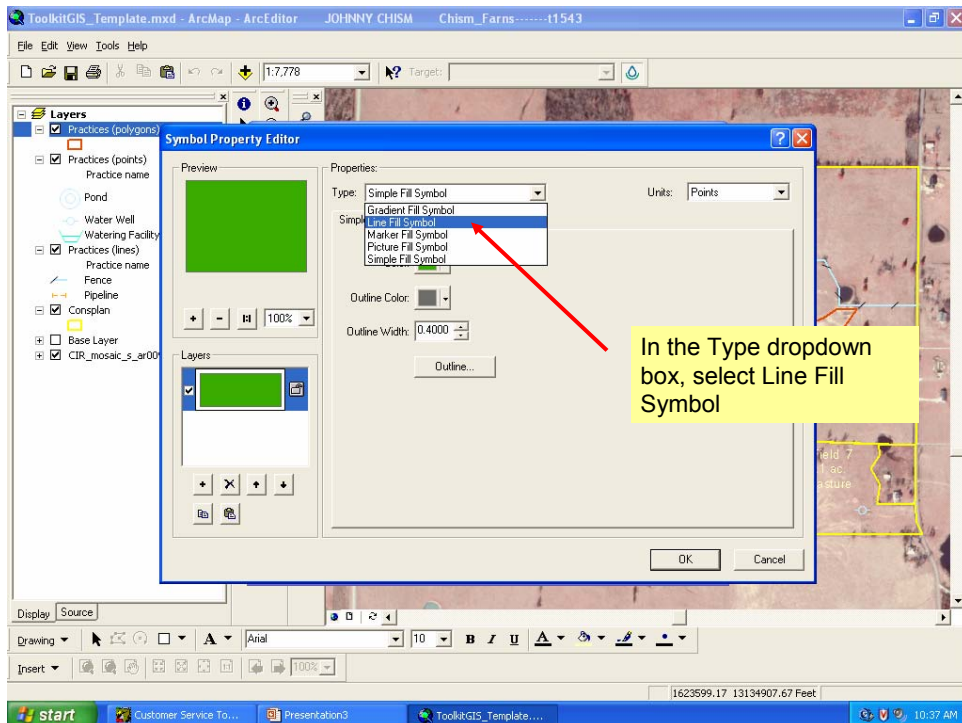 ToolkitGIS_Template.mxd - ArcMap - ArcEditor JOHNNY CHISM Chism_Farns-------t1543
File Edit View Tools Help
1:7,778 Target:
Layers
Practices (polygons)
Practices (points)
Practice name
Pond
Water Well
Watering Facility
Practices (lines)
Practice name
Fence
Pipeline
Consplan
Base Layer
CIR_mosaic_s_ar00
Display Source
Symbol Property Editor
Preview
100%
Layers
Properties:
Type: Simple Fill Symbol Units: Points
Gradient Fill Symbol
Line Fill Symbol
Marker Fill Symbol
Picture Fill Symbol
Simple Fill Symbol
Simpl
Outline Color:
Outline Width: 0.4000
Outline...
OK Cancel
In the Type dropdown
box, select Line Fill
Symbol
ield 7
ac.
asture
Drawing A Arial 10 B I U A
Insert 100%
1623599.17 13134907.67 Feet
start Customer Service To... Presentation3 ToolkitGIS_Template.... 10:37 AM